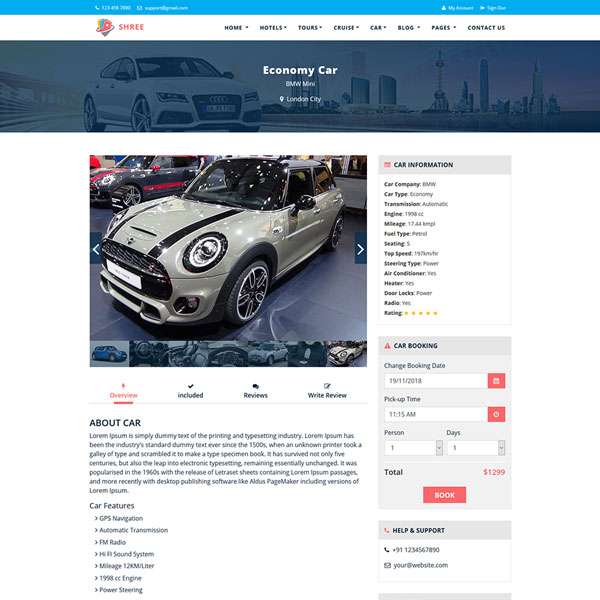 123 456 7890 support@gmail.com My Account Sign Out
SHREE HOME HOTELS TOURS CRUISE CAR BLOG PAGES CONTACT US
Economy Car
BMW Mini
London City
CAR INFORMATION
Car Company: BMW
Car Type: Economy
Transmission: Automatic
Engine: 1998 cc
Mileage: 17.44 kmpl
Fuel Type: Petrol
Seating: 5
Top Speed: 197km/hr
Steering Type: Power
Air Conditioner: Yes
Heater: Yes
Door Locks: Power
Radio: Yes
Rating:
CAR BOOKING
Change Booking Date
19/11/2018
Pick-up Time
11:15 AM
Person Days
1 1
Total $1299
BOOK
HELP & SUPPORT
+91 1234567890
your@website.com
Overview included Reviews Write Review
ABOUT CAR
Lorem Ipsum is simply dummy text of the printing and typesetting industry. Lorem Ipsum has
been the industry's standard dummy text ever since the 1500s, when an unknown printer took a
galley of type and scrambled it to make a type specimen book. It has survived not only five
centuries, but also the leap into electronic typesetting, remaining essentially unchanged. It was
popularised in the 1960s with the release of Letraset sheets containing Lorem Ipsum passages,
and more recently with desktop publishing software like Aldus PageMaker including versions of
Lorem Ipsum.
Car Features
GPS Navigation
Automatic Transmission
FM Radio
Hi FI Sound System
Mileage 12KM/Liter
1998 cc Engine
Power Steering